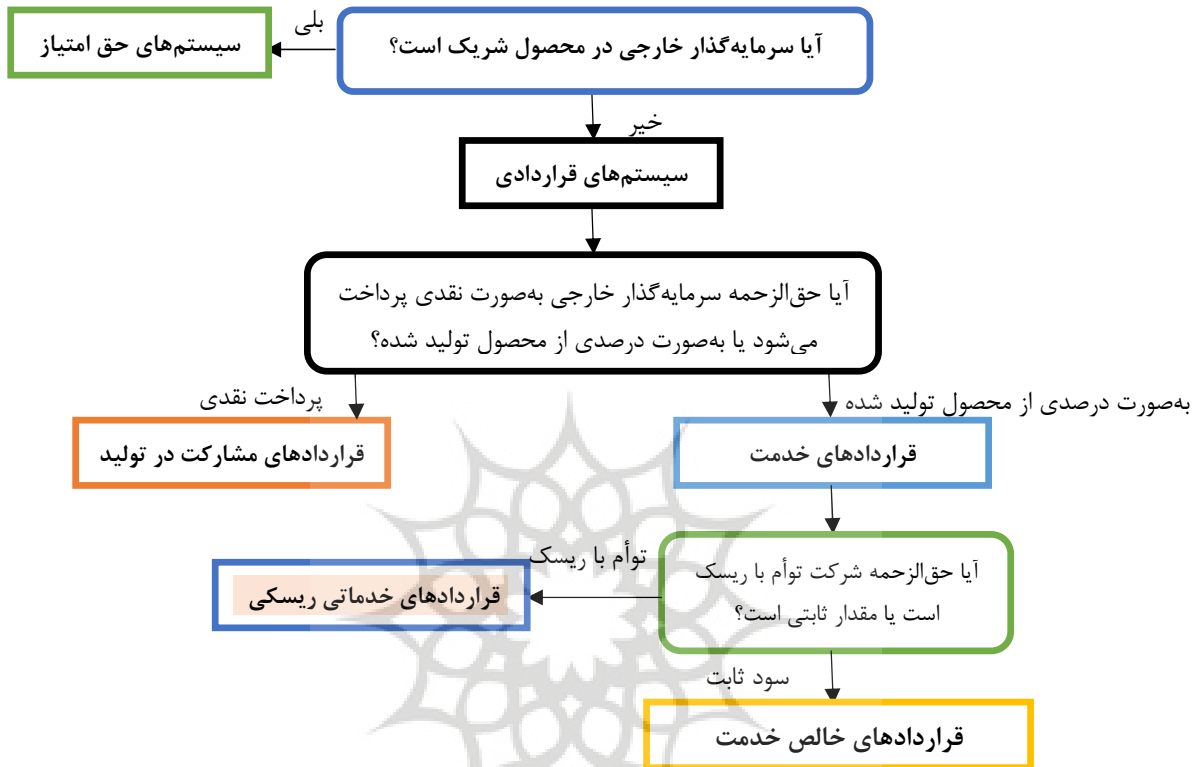 آیا سرمایه‌گذار خارجی در محصول شریک است؟
بلی
سیستم‌های حق امتیاز
خیر
سیستم‌های قراردادی
آیا حق‌الزحمه سرمایه‌گذار خارجی به‌صورت نقدی پرداخت
می‌شود یا به‌صورت درصدی از محصول تولید شده؟
به‌صورت درصدی از محصول تولید شده
پرداخت نقدی
قراردادهای خدمت
قراردادهای مشارکت در تولید
آیا حق‌الزحمه شرکت توأم با ریسک
است یا مقدار ثابتی است؟
توأم با ریسک
قراردادهای خدماتی ریسکی
سود ثابت
قراردادهای خالص خدمت